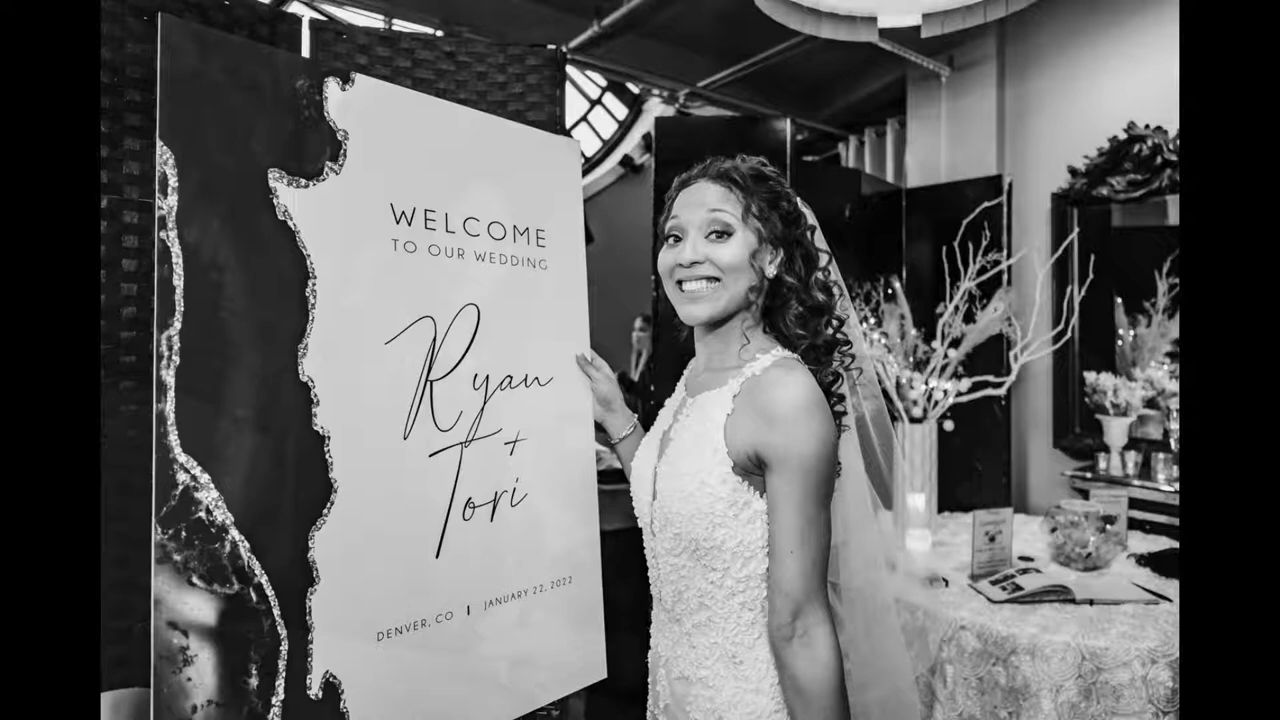 WELCOME
TO OUR WEDDING
Ryan
+
Tori
DENVER, CO | JANUARY 22, 2022